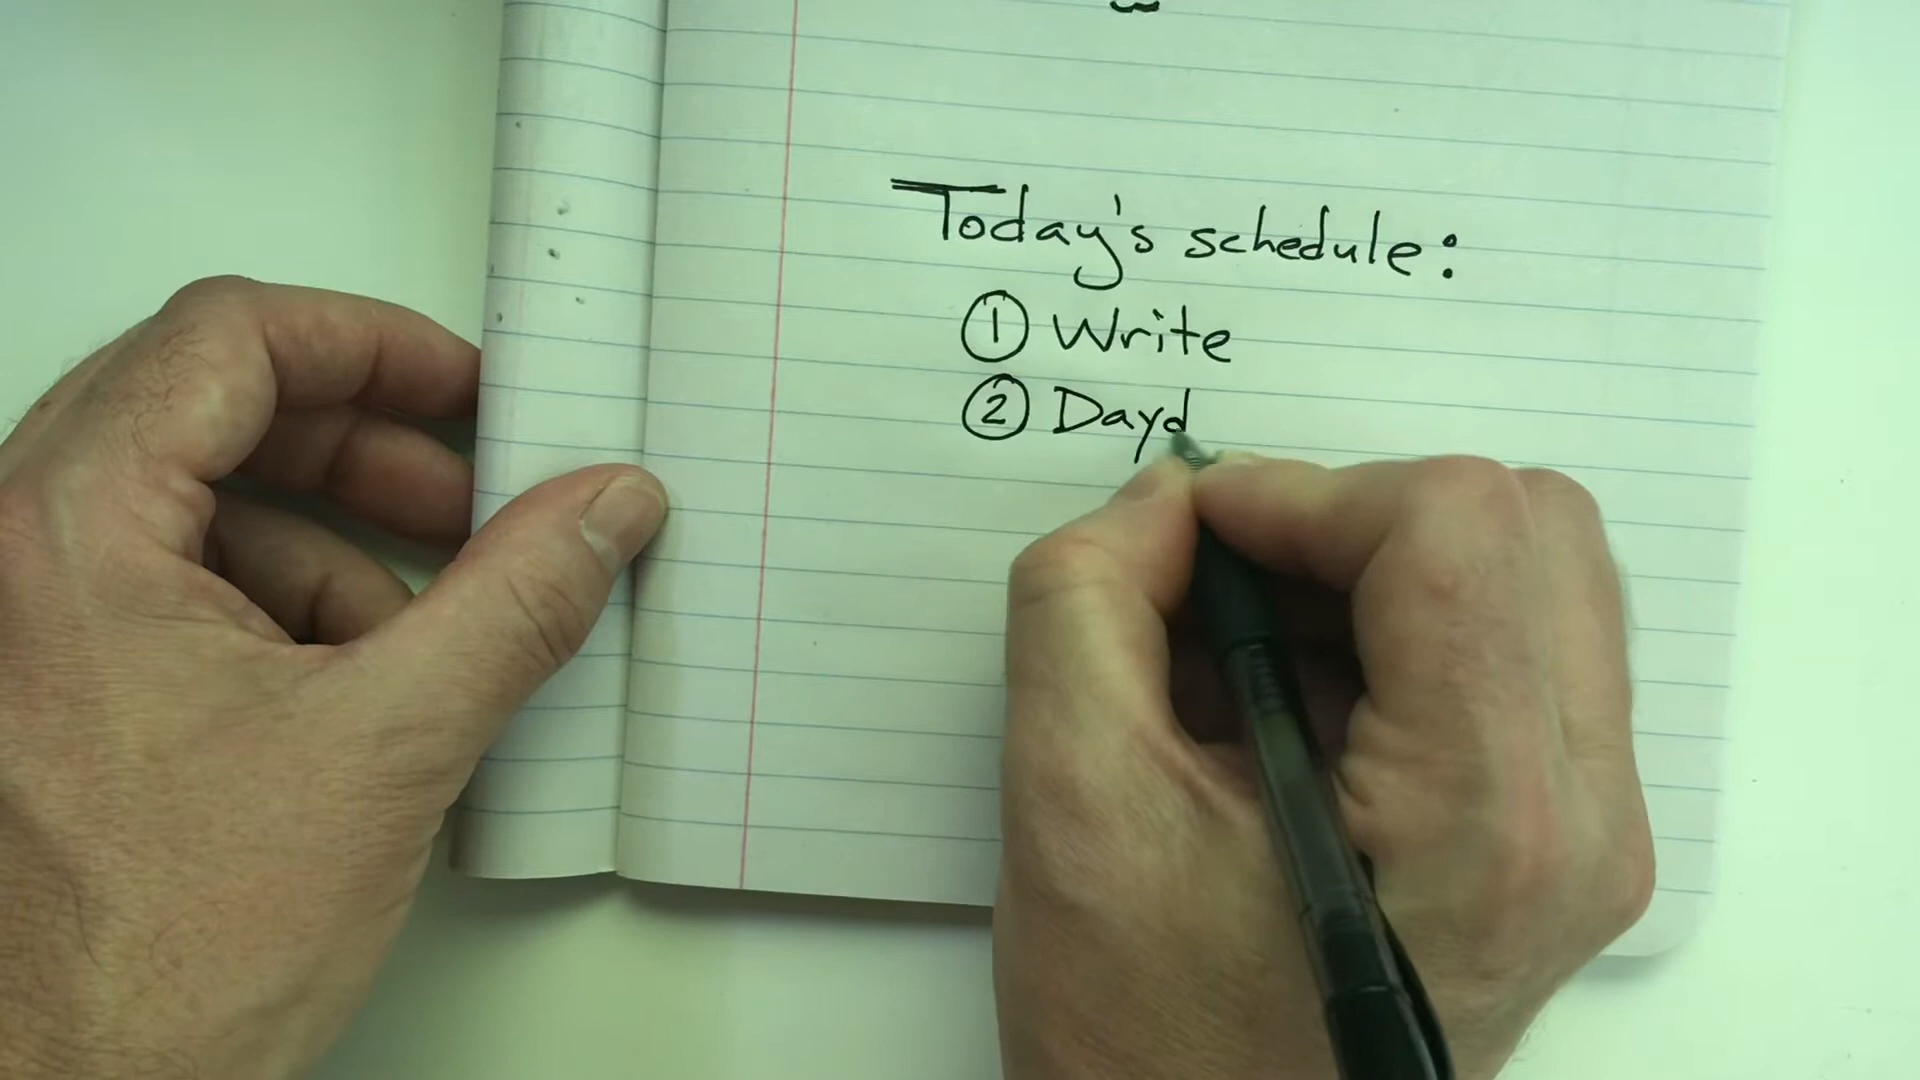 Today's schedule:
① Write
② Dayd